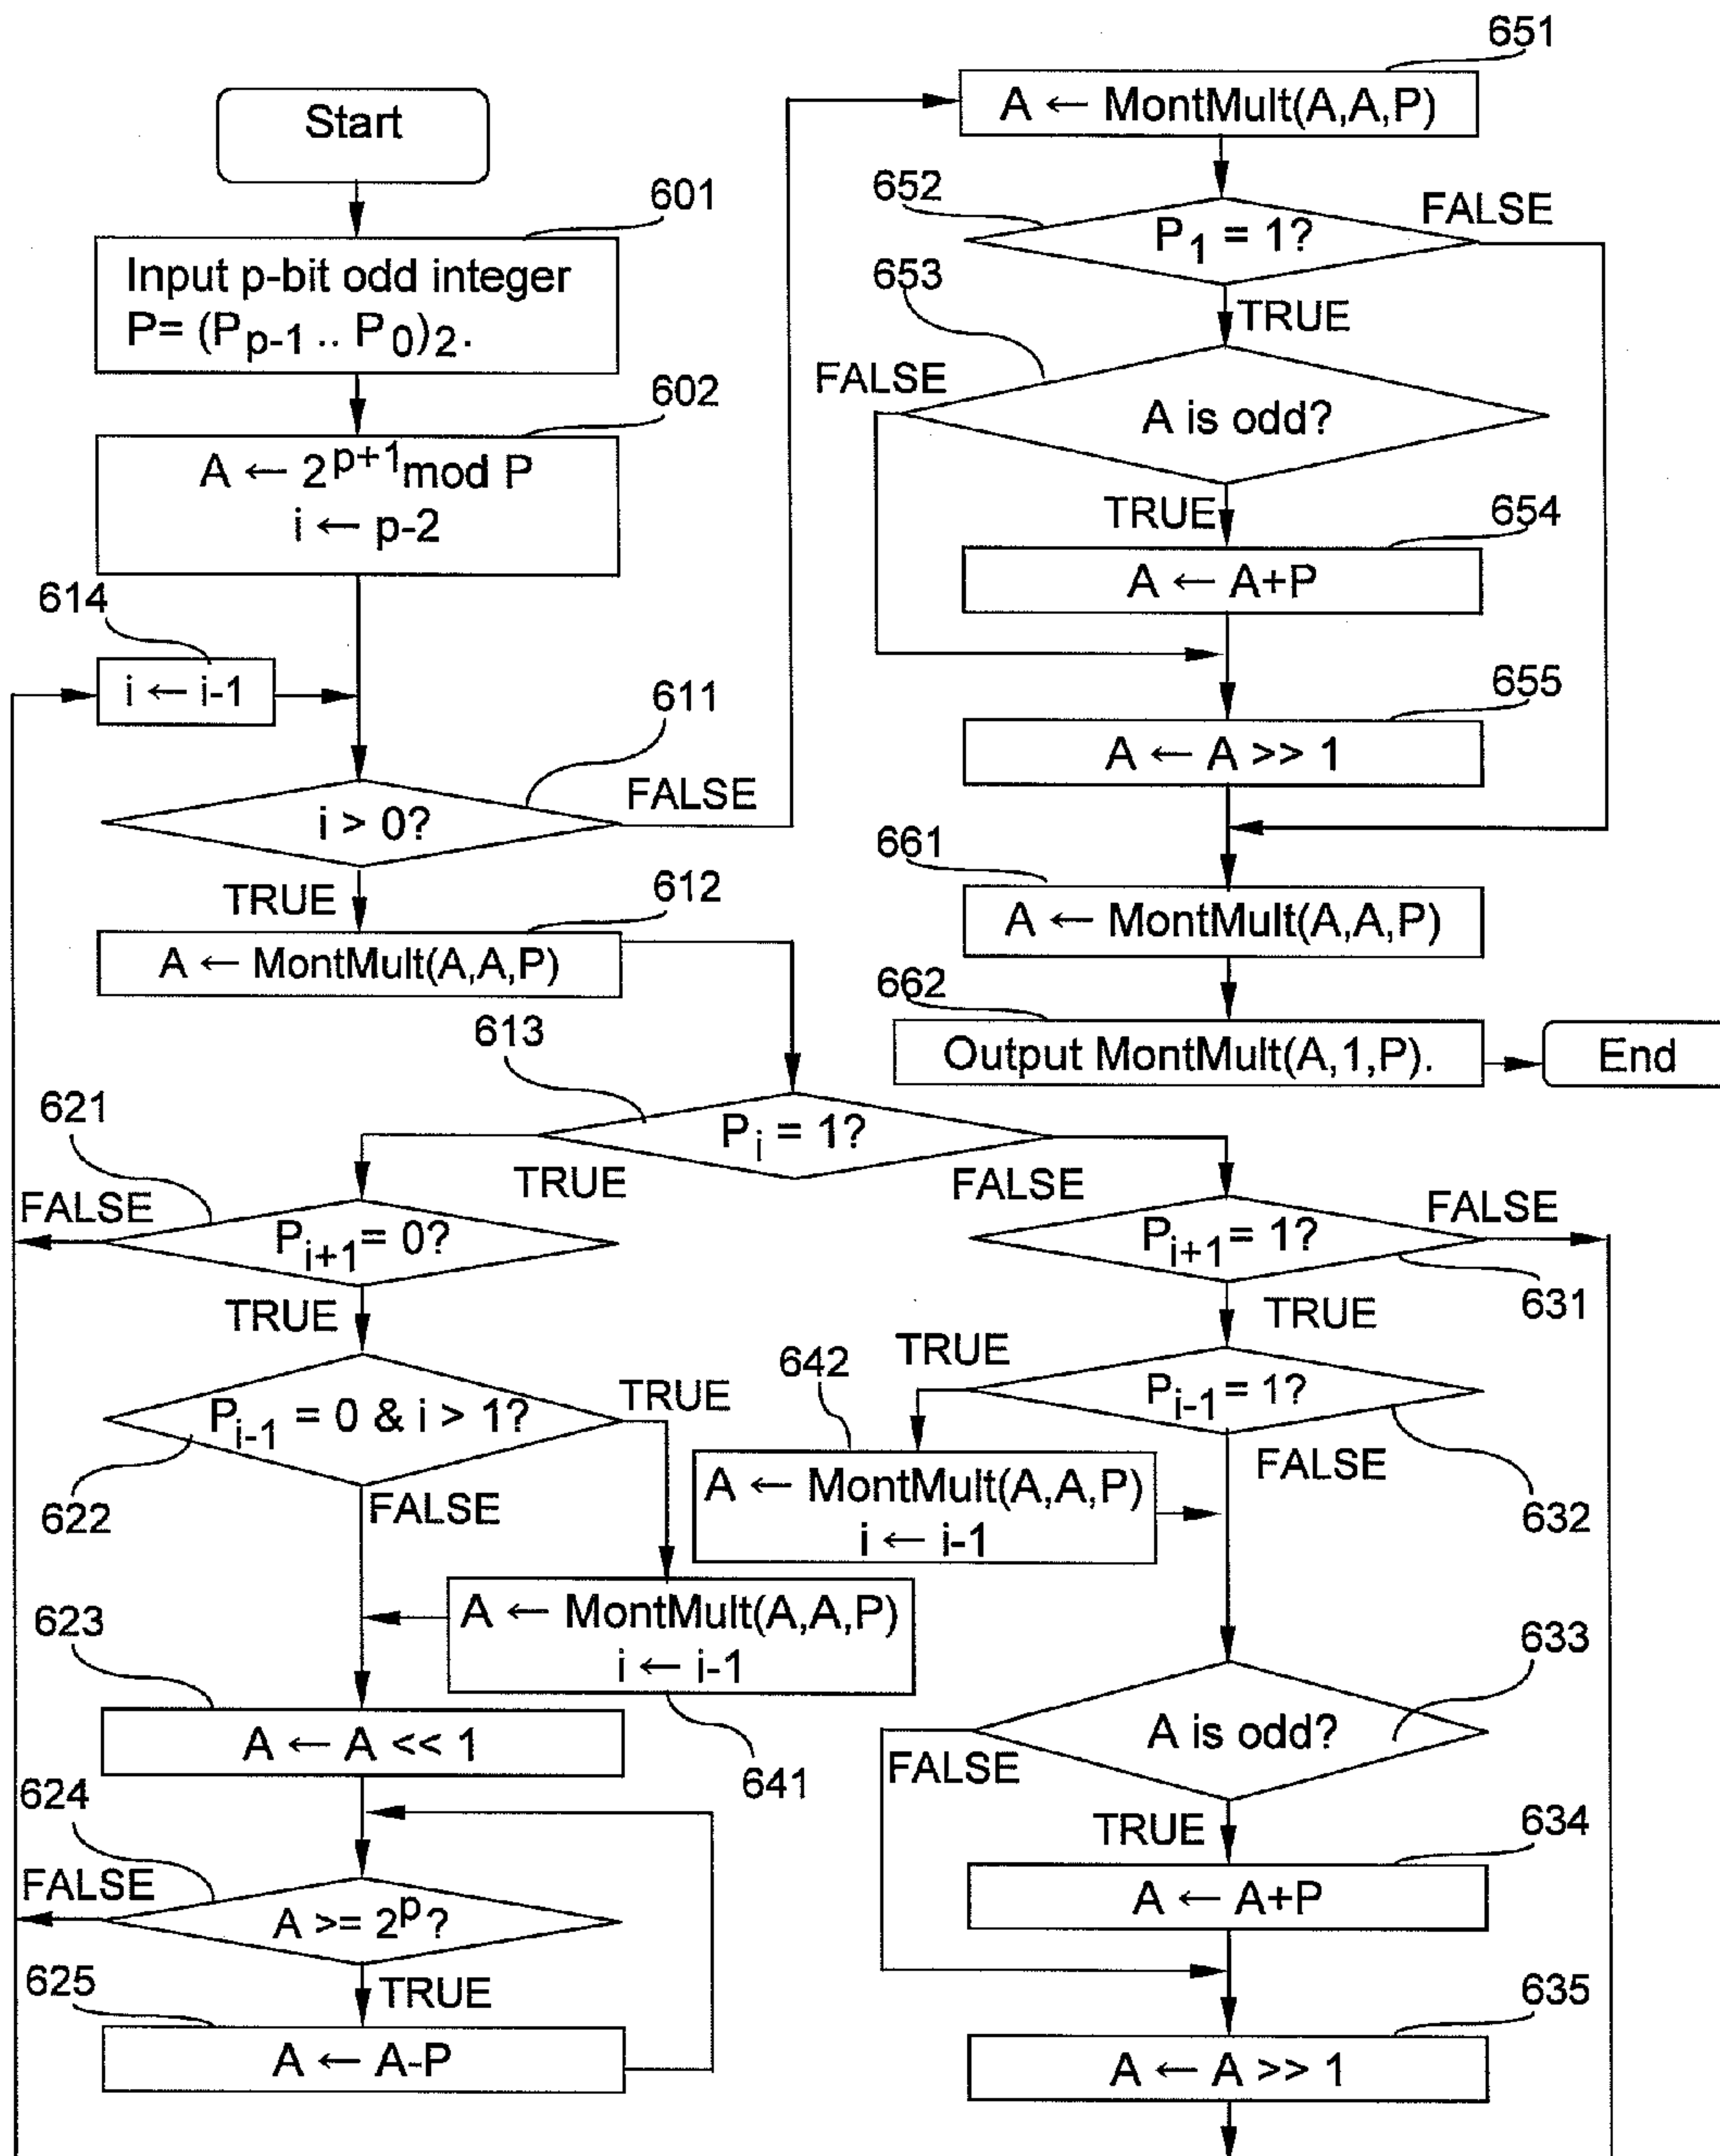 Start
601
Input p-bit odd integer
P= (Pp-1 .. P0)2.
602
A ← 2^p+1 mod P
i ← p-2
614
i ← i-1
611
i > 0?
FALSE
TRUE
612
A ← MontMult(A,A,P)
613
Pi = 1?
TRUE
FALSE
621
FALSE
Pi+1 = 0?
TRUE
622
Pi-1 = 0 & i > 1?
TRUE
FALSE
641
A ← MontMult(A,A,P)
i ← i-1
623
A ← A << 1
624
FALSE
A >= 2^p?
TRUE
625
A ← A-P
631
Pi+1 = 1?
FALSE
TRUE
632
Pi-1 = 1?
TRUE
FALSE
642
A ← MontMult(A,A,P)
i ← i-1
633
A is odd?
FALSE
TRUE
634
A ← A+P
635
A ← A >> 1
651
A ← MontMult(A,A,P)
652
P1 = 1?
FALSE
TRUE
653
FALSE
A is odd?
TRUE
654
A ← A+P
655
A ← A >> 1
661
A ← MontMult(A,A,P)
662
Output MontMult(A,1,P).
End